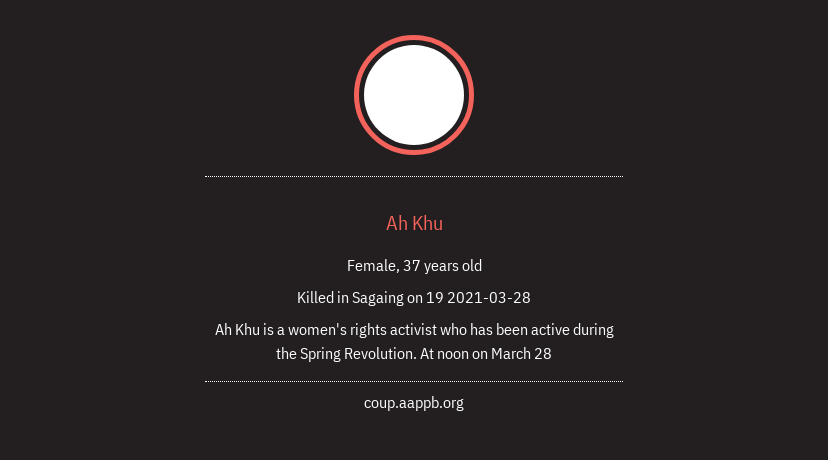 Ah Khu
Female, 37 years old
Killed in Sagaing on 19 2021-03-28
Ah Khu is a women's rights activist who has been active during
the Spring Revolution. At noon on March 28
coup.aappb.org